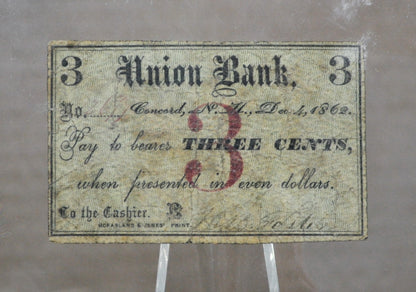 3 Union Bank, 3
No. Concord, N. H., Dec 1, 1862.
Pay to bearer THREE CENTS,
3
when presented in even dollars.
To the Cashier.
MCFARLAND & JENKS' PRINT.